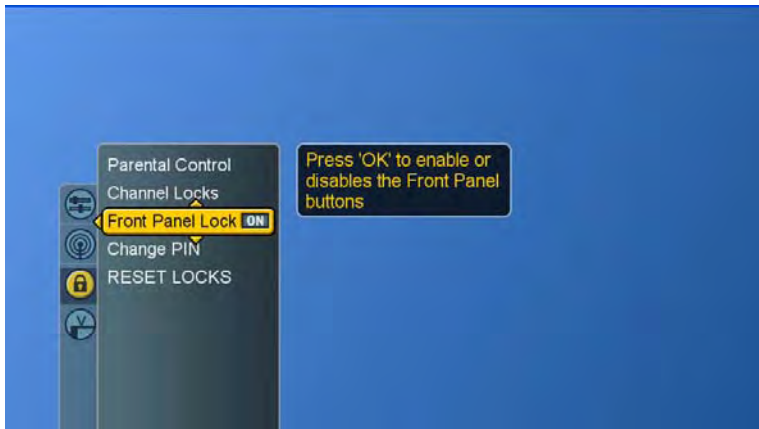 Parental Control
Channel Locks
Front Panel Lock ON
Change PIN
RESET LOCKS
Press 'OK' to enable or
disables the Front Panel
buttons